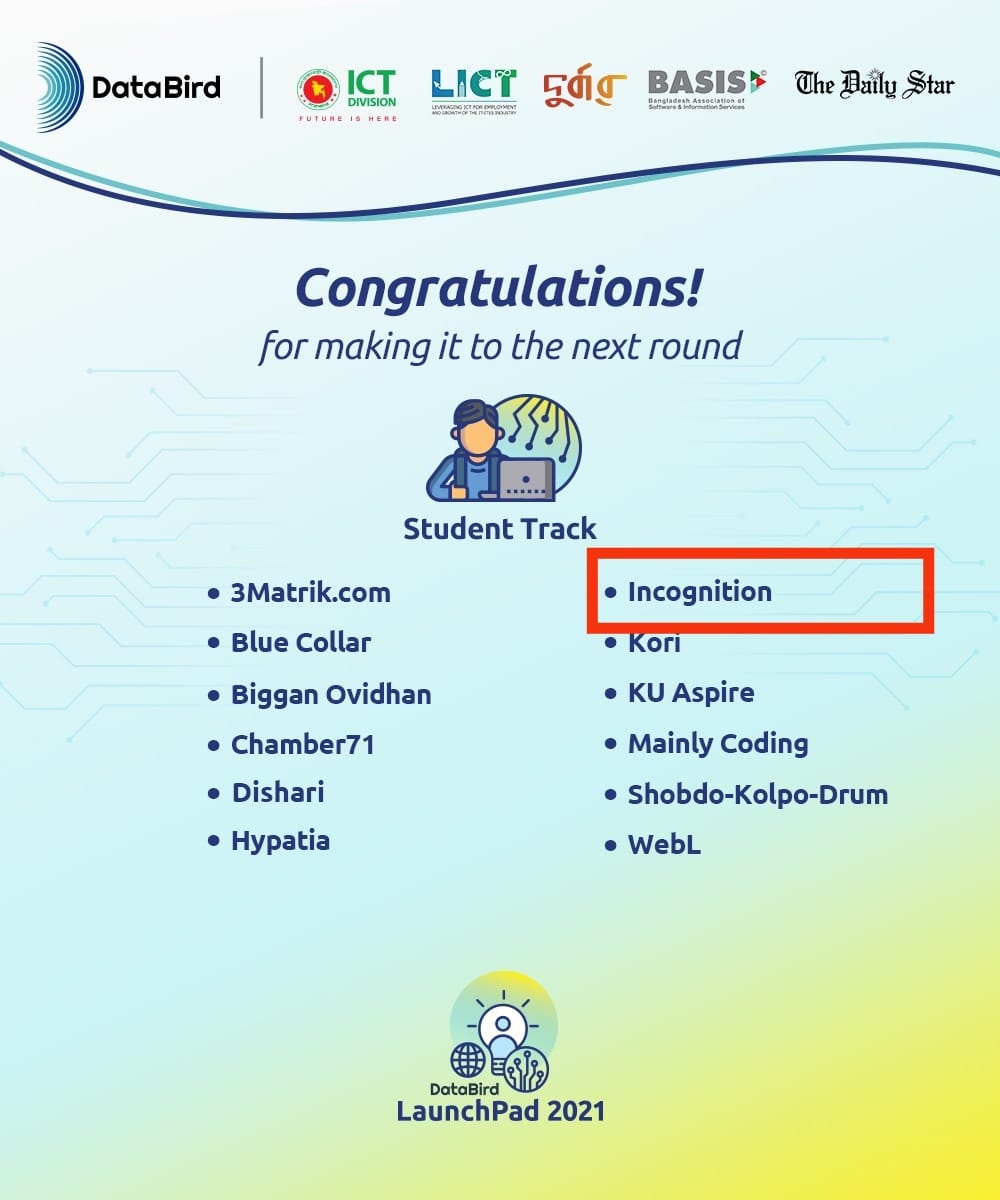 DataBird
ICT
DIVISION
FUTURE IS HERE
LICT
LEVERAGING ICT FOR EMPLOYMENT
AND GROWTH OF THE IT-ITES INDUSTRY
দুর্বার
BASIS
Bangladesh Association of
Software & Information Services
The Daily Star
Congratulations!
for making it to the next round
Student Track
• 3Matrik.com
• Blue Collar
• Biggan Ovidhan
• Chamber71
• Dishari
• Hypatia
• Incognition
• Kori
• KU Aspire
• Mainly Coding
• Shobdo-Kolpo-Drum
• WebL
DataBird
LaunchPad 2021